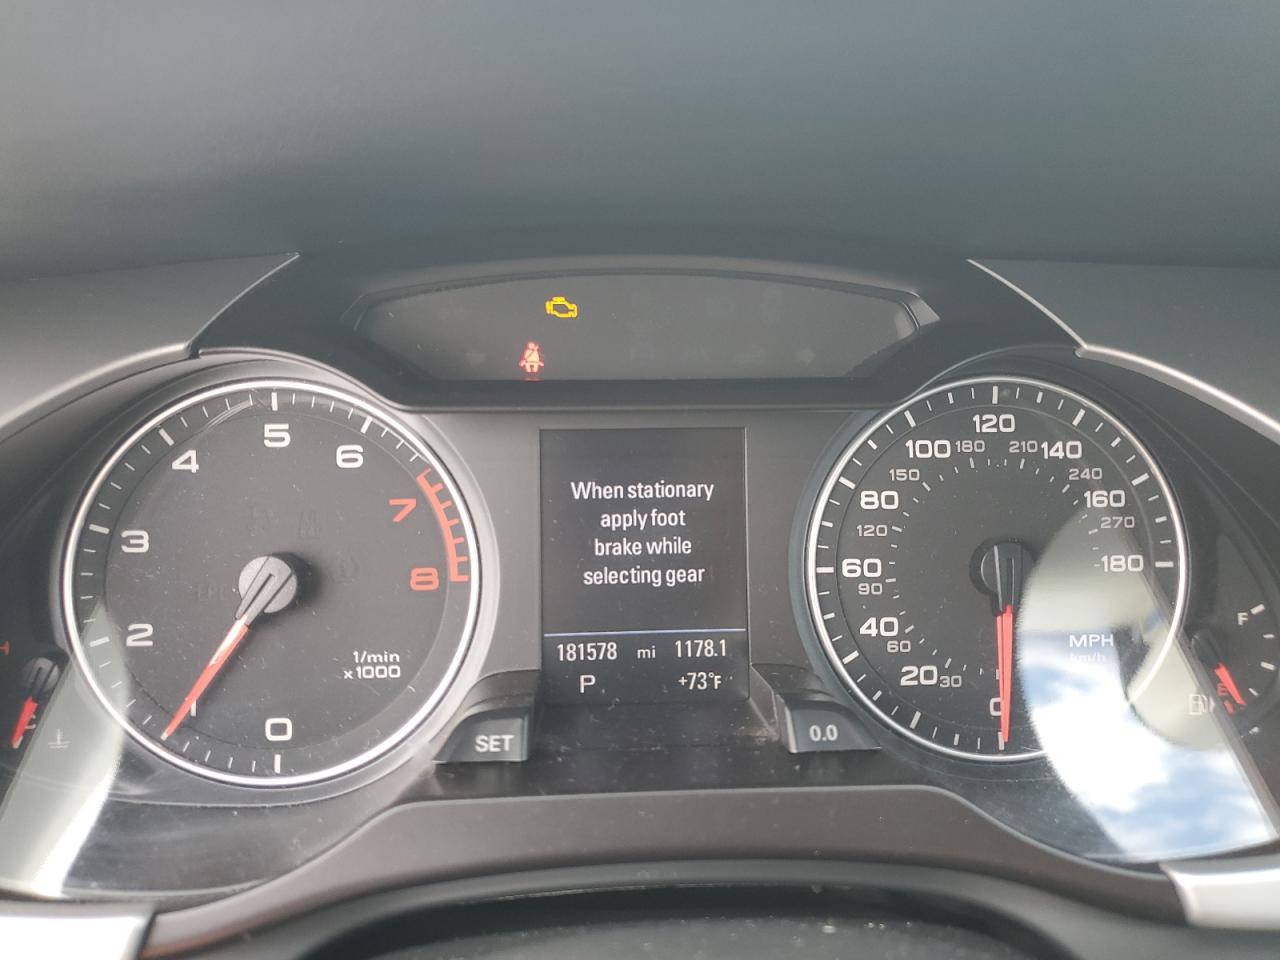 5
4
6
3
7
8
2
1
1/min
x1000
0
When stationary
apply foot
brake while
selecting gear
181578 mi 1178.1
P +73°F
SET
0.0
120
100 180 210 140
150 240
80 160
120 270
60 180
90
40
60
MPH
km/h
20 30
0
F
E